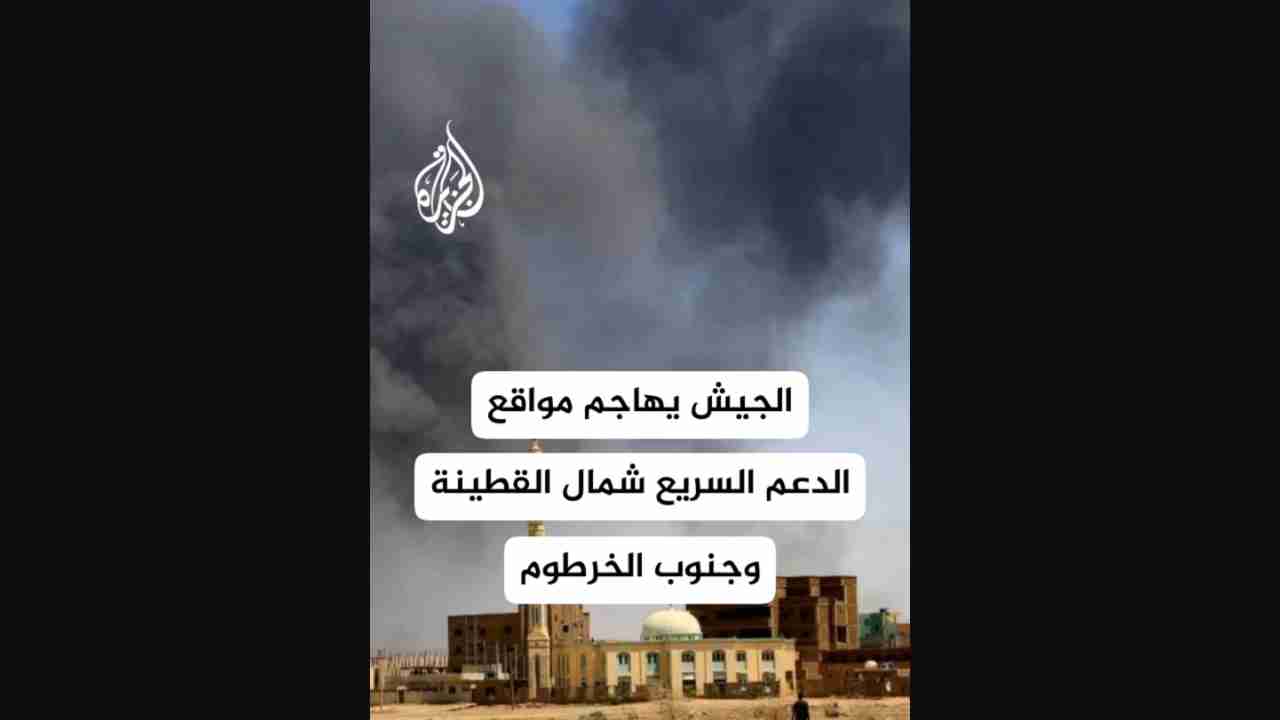 الجزيرة
الجيش يهاجم مواقع
الدعم السريع شمال القطينة
وجنوب الخرطوم